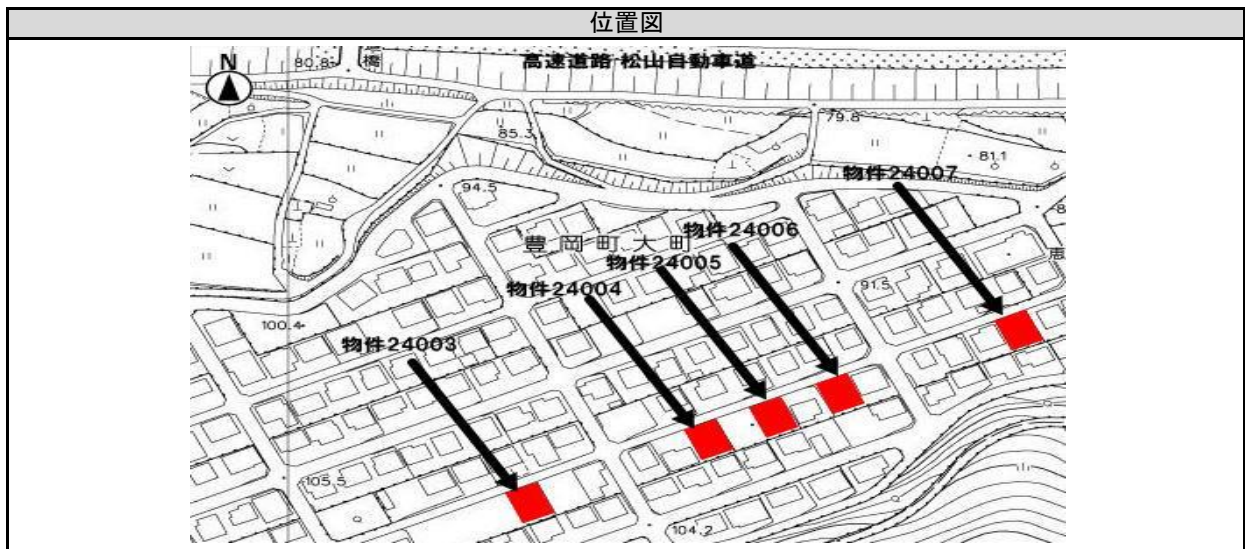 位置図
N
80.8
橋
高速道路 松山自動車道
79.8
85.3
81.1
物件24007
94.5
物件24006
豊岡町大町
物件24005
恵
91.5
物件24004
100.4
物件24003
105.5
104.2